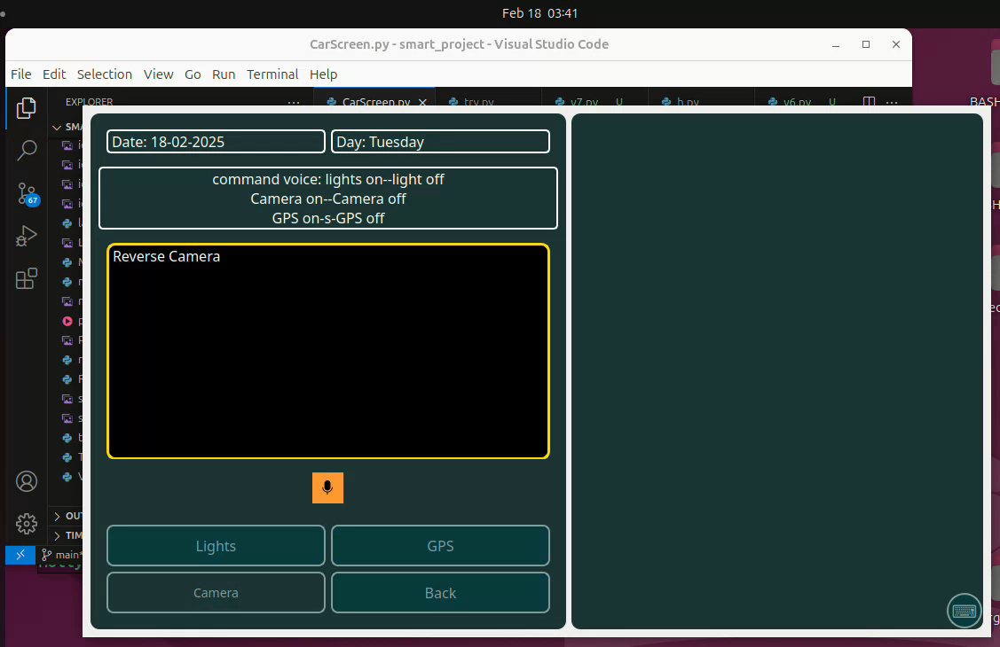 Feb 18 03:41
CarScreen.py - smart_project - Visual Studio Code
File Edit Selection View Go Run Terminal Help
EXPLORER
CarScreen.py
try.py
v7.py U
h.py
v6.py U
BASH
67
Date: 18-02-2025
Day: Tuesday
command voice: lights on--light off
Camera on--Camera off
GPS on-s-GPS off
Reverse Camera
Lights
GPS
Camera
Back
main*